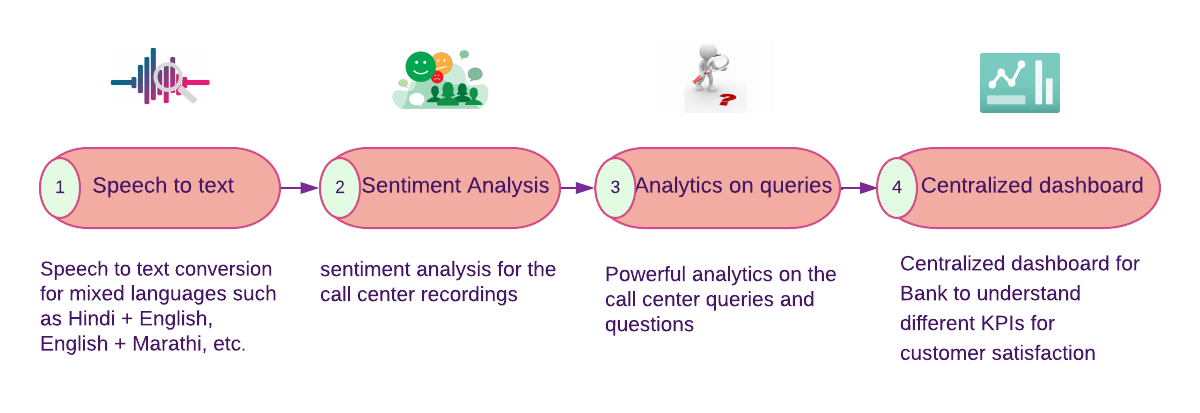 1 Speech to text
2 Sentiment Analysis
3 Analytics on queries
4 Centralized dashboard
Speech to text conversion
for mixed languages such
as Hindi + English,
English + Marathi, etc.
sentiment analysis for the
call center recordings
Powerful analytics on the
call center queries and
questions
Centralized dashboard for
Bank to understand
different KPIs for
customer satisfaction